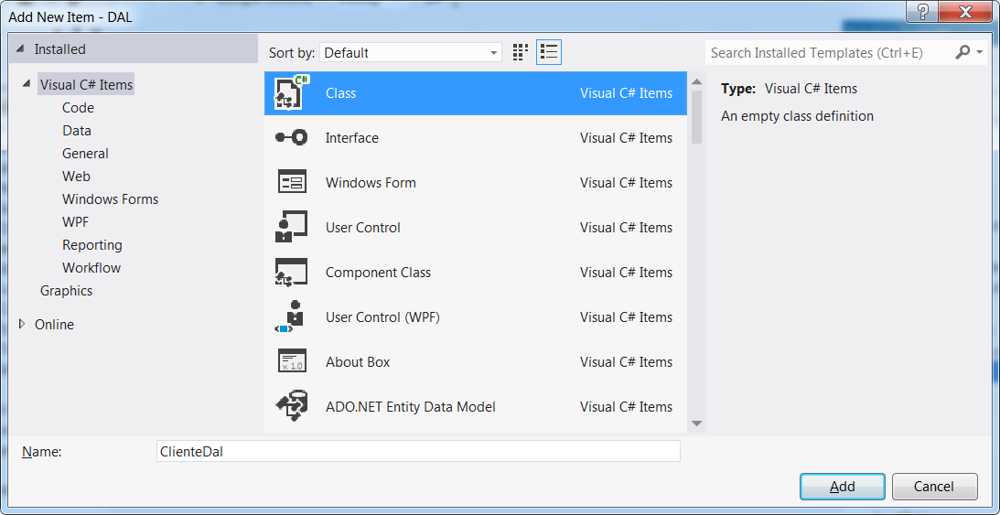 Add New Item - DAL
Installed
Visual C# Items
Code
Data
General
Web
Windows Forms
WPF
Reporting
Workflow
Graphics
Online
Sort by: Default
Class Visual C# Items
Interface Visual C# Items
Windows Form Visual C# Items
User Control Visual C# Items
Component Class Visual C# Items
User Control (WPF) Visual C# Items
About Box Visual C# Items
ADO.NET Entity Data Model Visual C# Items
Search Installed Templates (Ctrl+E)
Type: Visual C# Items
An empty class definition
Name: ClienteDal
Add Cancel